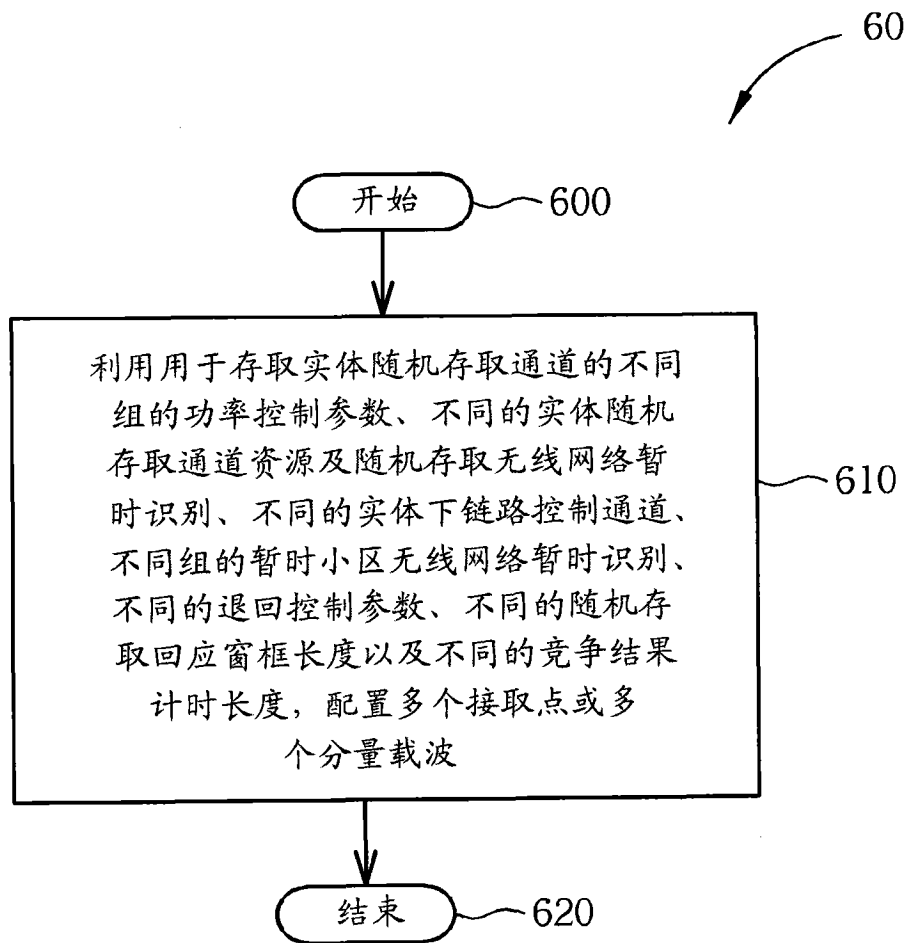 60
开始
600
利用用于存取实体随机存取通道的不同
组的功率控制参数、不同的实体随机
存取通道资源及随机存取无线网络暂
时识别、不同的实体下链路控制通道、
不同组的暂时小区无线网络暂时识别、
不同的退回控制参数、不同的随机存
取回应窗框长度以及不同的竞争结果
计时长度，配置多个接取点或多
个分量载波
610
结束
620